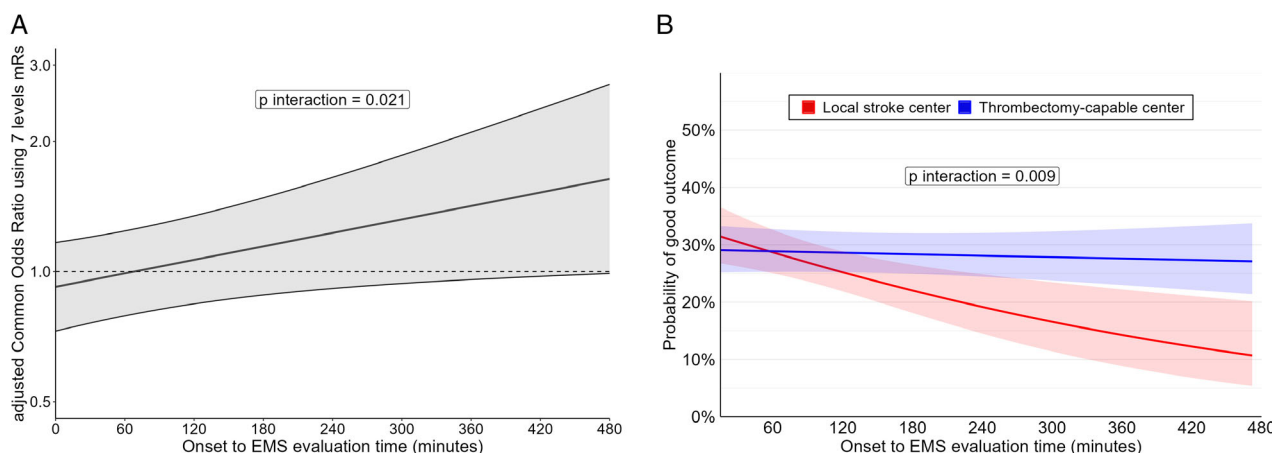 A
adjusted Common Odds Ratio using 7 levels mRs
3.0
2.0
1.0
0.5
p interaction = 0.021
0 60 120 180 240 300 360 420 480
Onset to EMS evaluation time (minutes)
B
Probability of good outcome
50%
40%
30%
20%
10%
0%
Local stroke center Thrombectomy-capable center
p interaction = 0.009
60 120 180 240 300 360 420 480
Onset to EMS evaluation time (minutes)